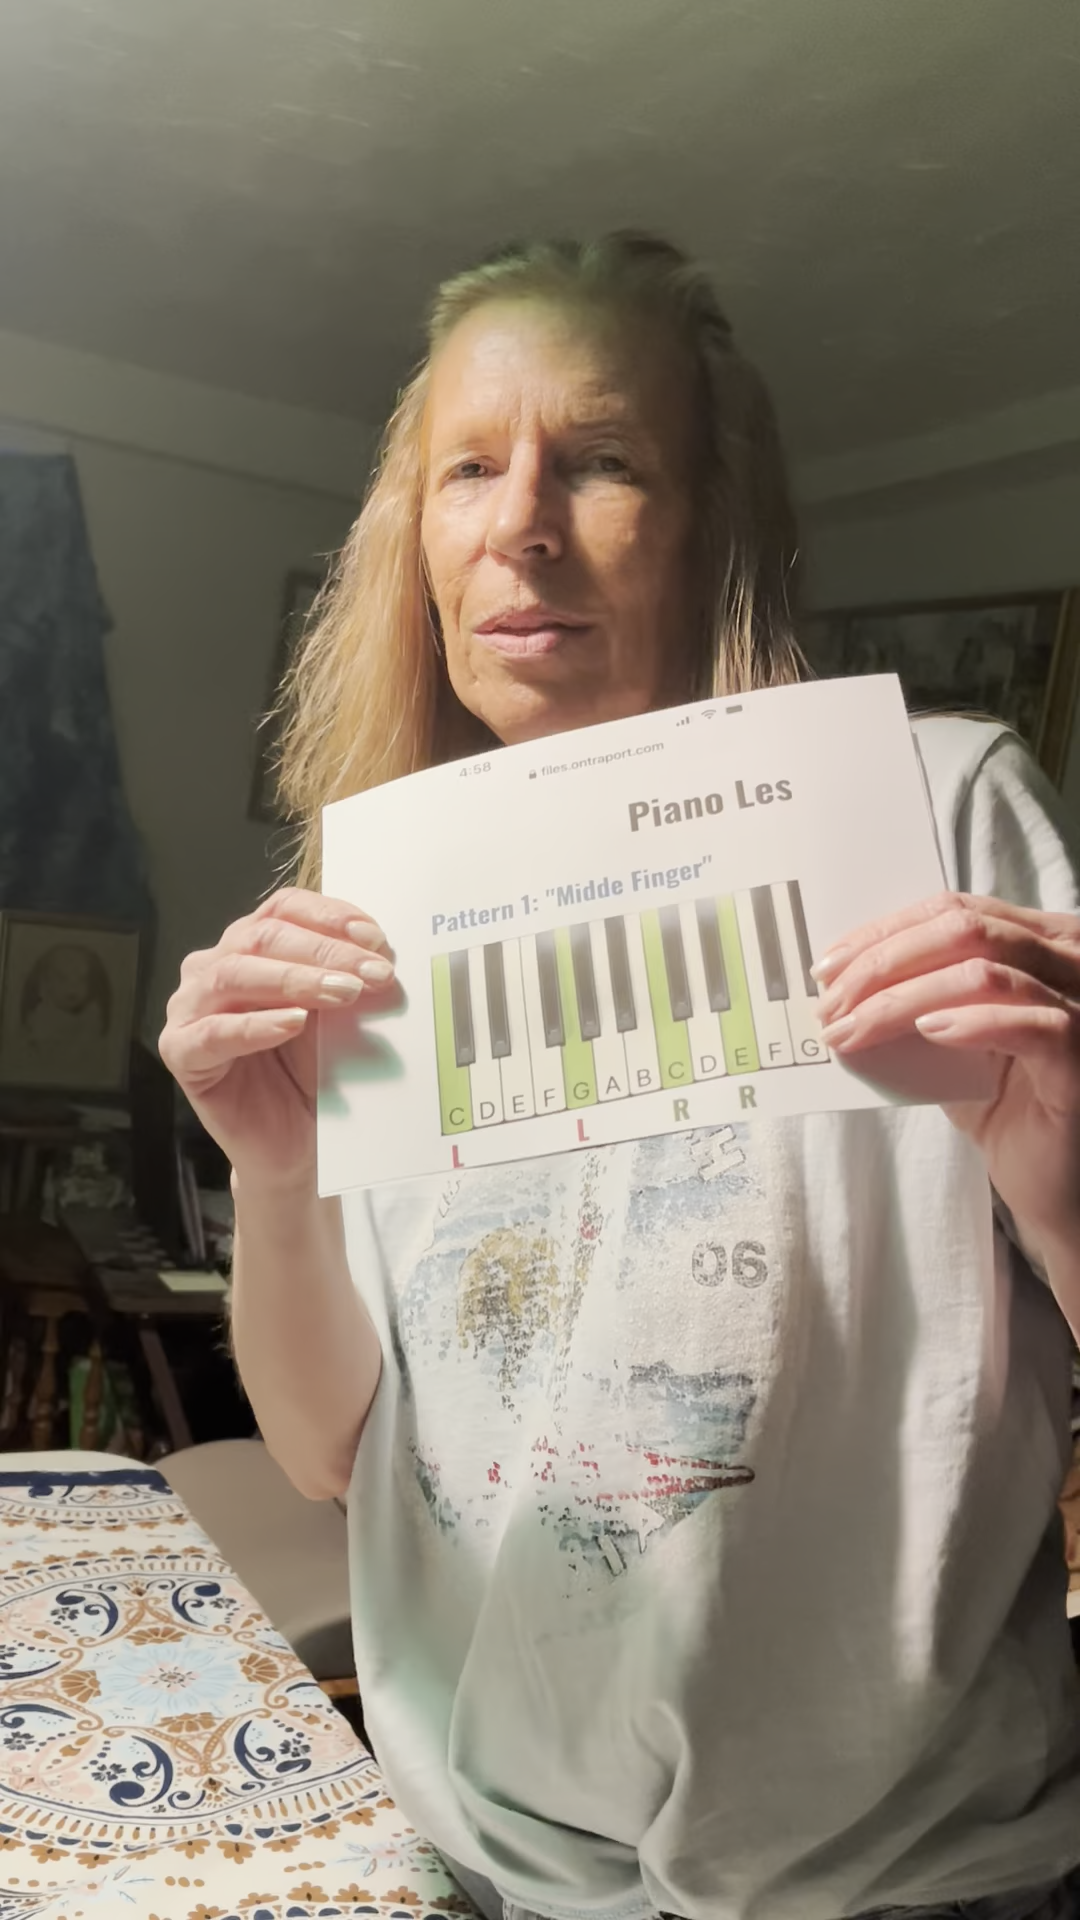 4:58 files.ontraport.com
Piano Les
Pattern 1: "Midde Finger"
C D E F G A B C D E F G
L L R R
06